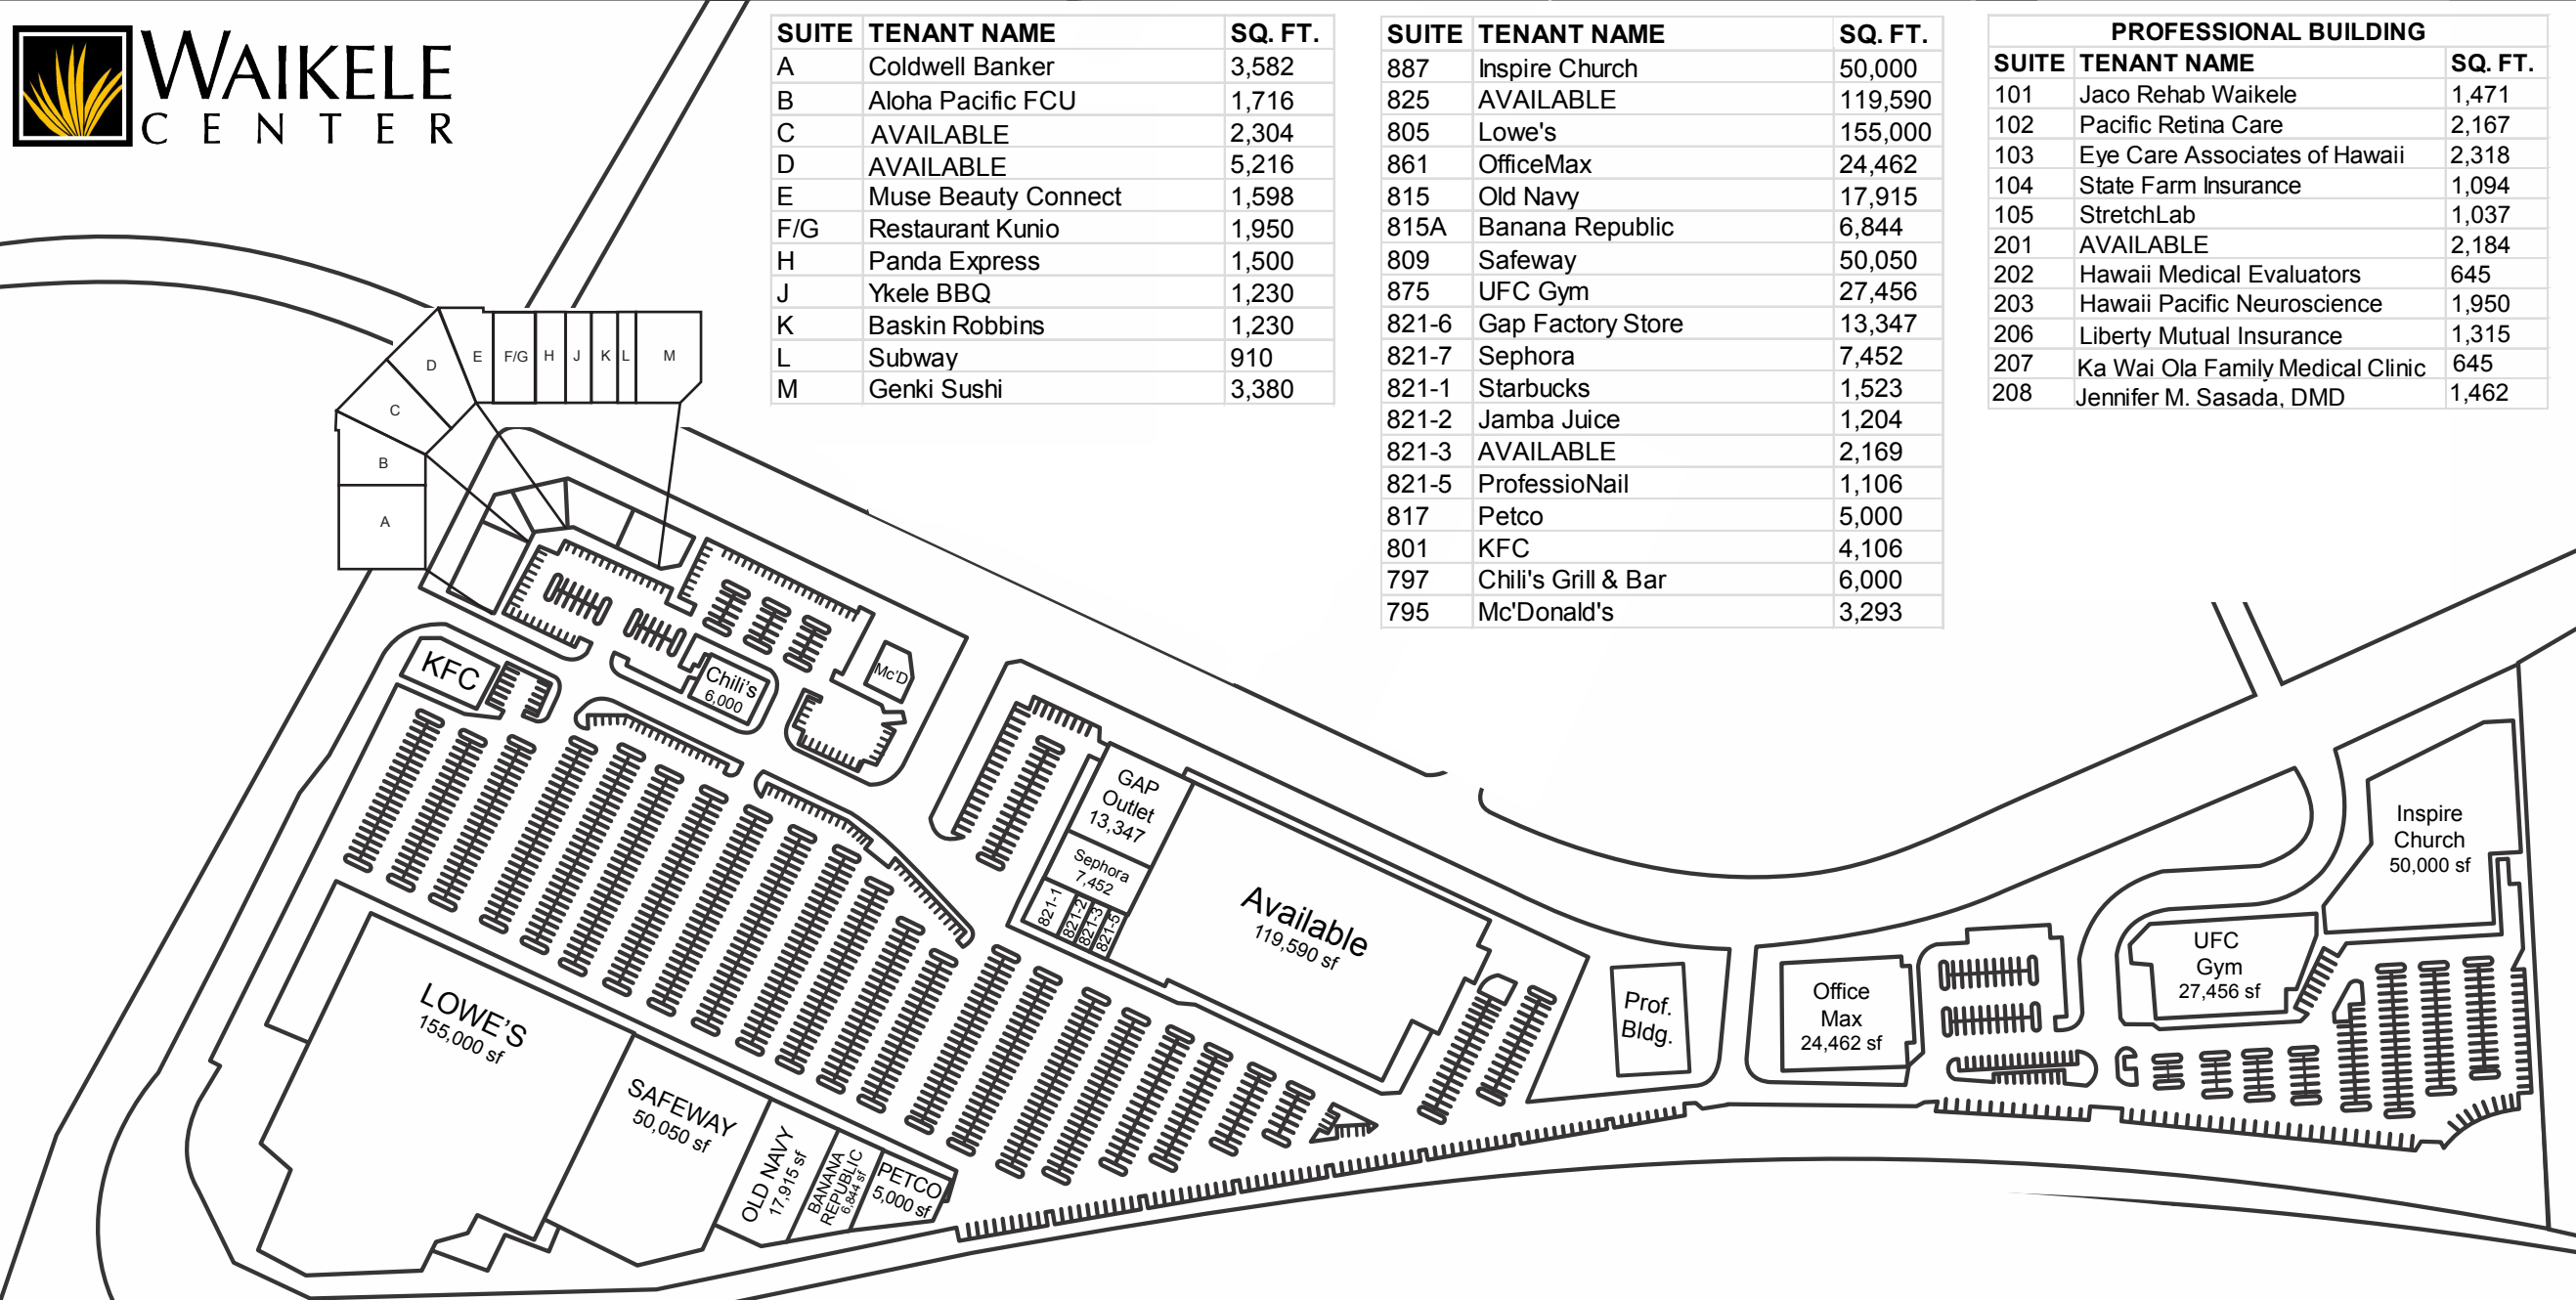 WAIKELE
CENTER
SUITE TENANT NAME SQ. FT.
A Coldwell Banker 3,582
B Aloha Pacific FCU 1,716
C AVAILABLE 2,304
D AVAILABLE 5,216
E Muse Beauty Connect 1,598
F/G Restaurant Kunio 1,950
H Panda Express 1,500
J Ykele BBQ 1,230
K Baskin Robbins 1,230
L Subway 910
M Genki Sushi 3,380
SUITE TENANT NAME SQ. FT.
887 Inspire Church 50,000
825 AVAILABLE 119,590
805 Lowe's 155,000
861 OfficeMax 24,462
815 Old Navy 17,915
815A Banana Republic 6,844
809 Safeway 50,050
875 UFC Gym 27,456
821-6 Gap Factory Store 13,347
821-7 Sephora 7,452
821-1 Starbucks 1,523
821-2 Jamba Juice 1,204
821-3 AVAILABLE 2,169
821-5 ProfessioNail 1,106
817 Petco 5,000
801 KFC 4,106
797 Chili's Grill & Bar 6,000
795 Mc'Donald's 3,293
PROFESSIONAL BUILDING
SUITE TENANT NAME SQ. FT.
101 Jaco Rehab Waikele 1,471
102 Pacific Retina Care 2,167
103 Eye Care Associates of Hawaii 2,318
104 State Farm Insurance 1,094
105 StretchLab 1,037
201 AVAILABLE 2,184
202 Hawaii Medical Evaluators 645
203 Hawaii Pacific Neuroscience 1,950
206 Liberty Mutual Insurance 1,315
207 Ka Wai Ola Family Medical Clinic 645
208 Jennifer M. Sasada, DMD 1,462
D E F/G H J K L M
C
B
A
KFC
Chili's
6,000
Mc'D
GAP
Outlet
13,347
Sephora
7,452
821-1
821-2
821-3
821-5
Available
119,590 sf
LOWE'S
155,000 sf
SAFEWAY
50,050 sf
OLD NAVY
17,915 sf
BANANA
REPUBLIC
6,844 sf
PETCO
5,000 sf
Prof.
Bldg.
Office
Max
24,462 sf
UFC
Gym
27,456 sf
Inspire
Church
50,000 sf